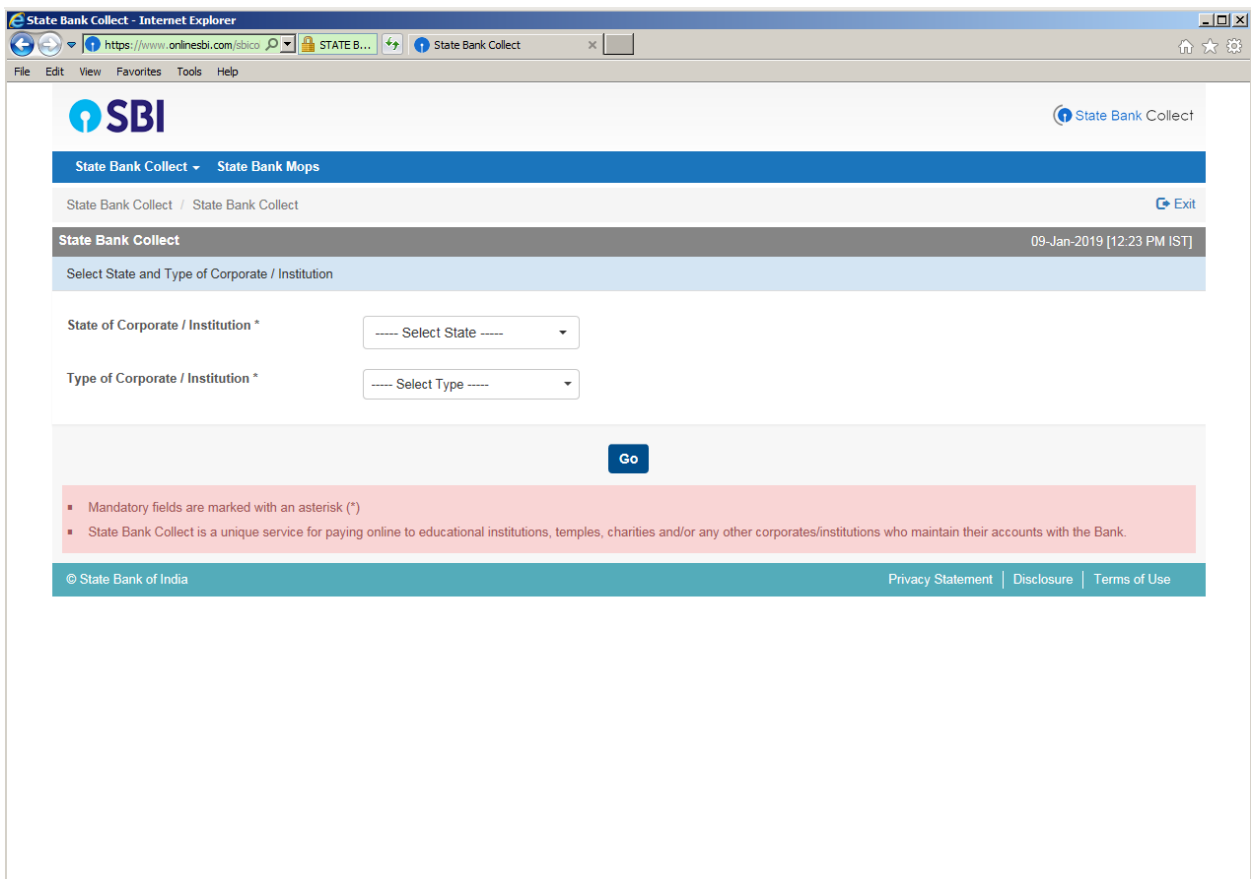 State Bank Collect - Internet Explorer
https://www.onlinesbi.com/sbico STATE B... State Bank Collect
File Edit View Favorites Tools Help
SBI State Bank Collect
State Bank Collect State Bank Mops
State Bank Collect / State Bank Collect Exit
State Bank Collect 09-Jan-2019 [12:23 PM IST]
Select State and Type of Corporate / Institution
State of Corporate / Institution * ----- Select State -----
Type of Corporate / Institution * ----- Select Type -----
Go
Mandatory fields are marked with an asterisk (*)
State Bank Collect is a unique service for paying online to educational institutions, temples, charities and/or any other corporates/institutions who maintain their accounts with the Bank.
© State Bank of India Privacy Statement | Disclosure | Terms of Use